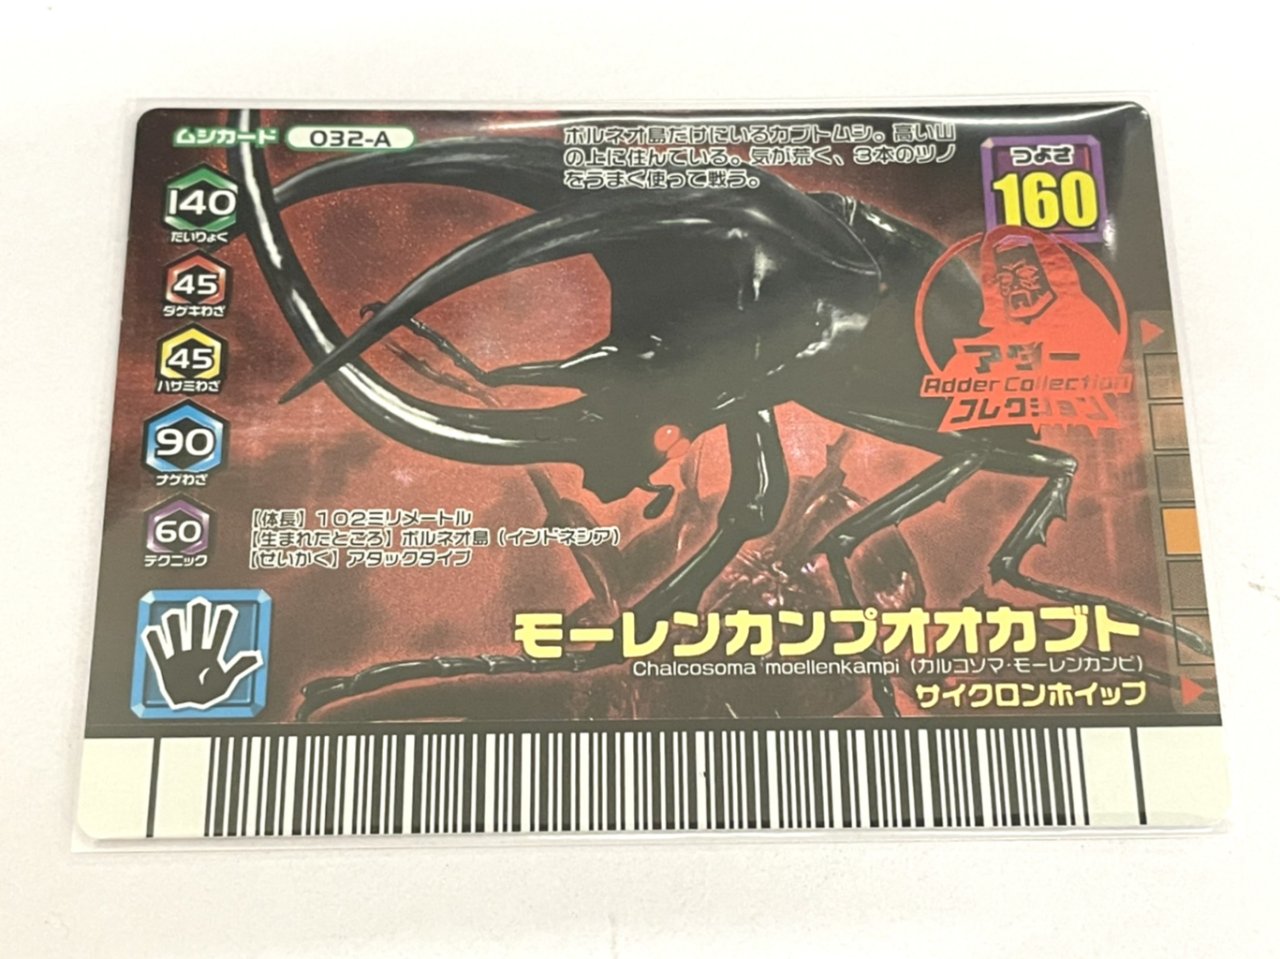 ムシカード 032-A
ボルネオ島だけにいるカブトムシ。高い山
の上に住んでいる。気が荒く、3本のツノ
をうまく使って戦う。
つよさ
160
140
たいりょく
45
ダゲキわざ
45
ハサミわざ
90
ナゲわざ
60
テクニック
アダー
Adder Collection
コレクション
【体長】102ミリメートル
【生まれたところ】ボルネオ島(インドネシア)
【せいかく】アタックタイプ
モーレンカンプオオカブト
Chalcosoma moellenkampi (カルコソマ・モーレンカンピ)
サイクロンホイップ